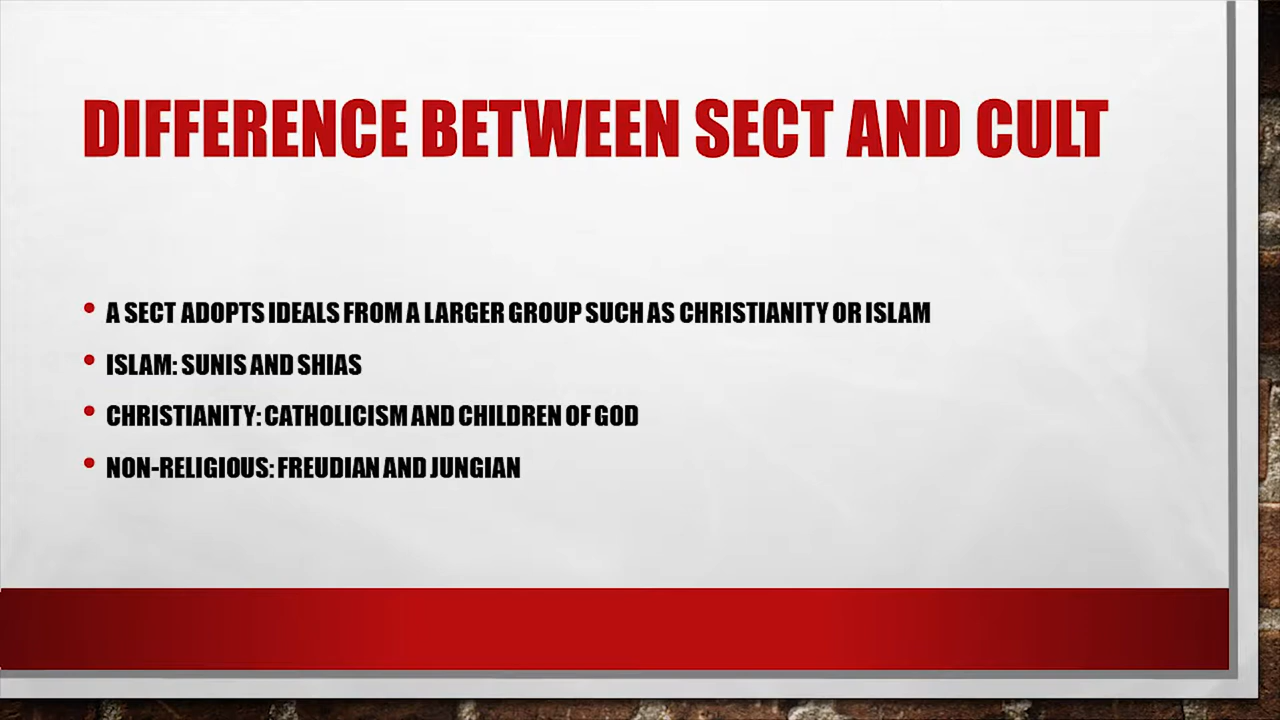 DIFFERENCE BETWEEN SECT AND CULT
• A SECT ADOPTS IDEALS FROM A LARGER GROUP SUCH AS CHRISTIANITY OR ISLAM
• ISLAM: SUNIS AND SHIAS
• CHRISTIANITY: CATHOLICISM AND CHILDREN OF GOD
• NON-RELIGIOUS: FREUDIAN AND JUNGIAN